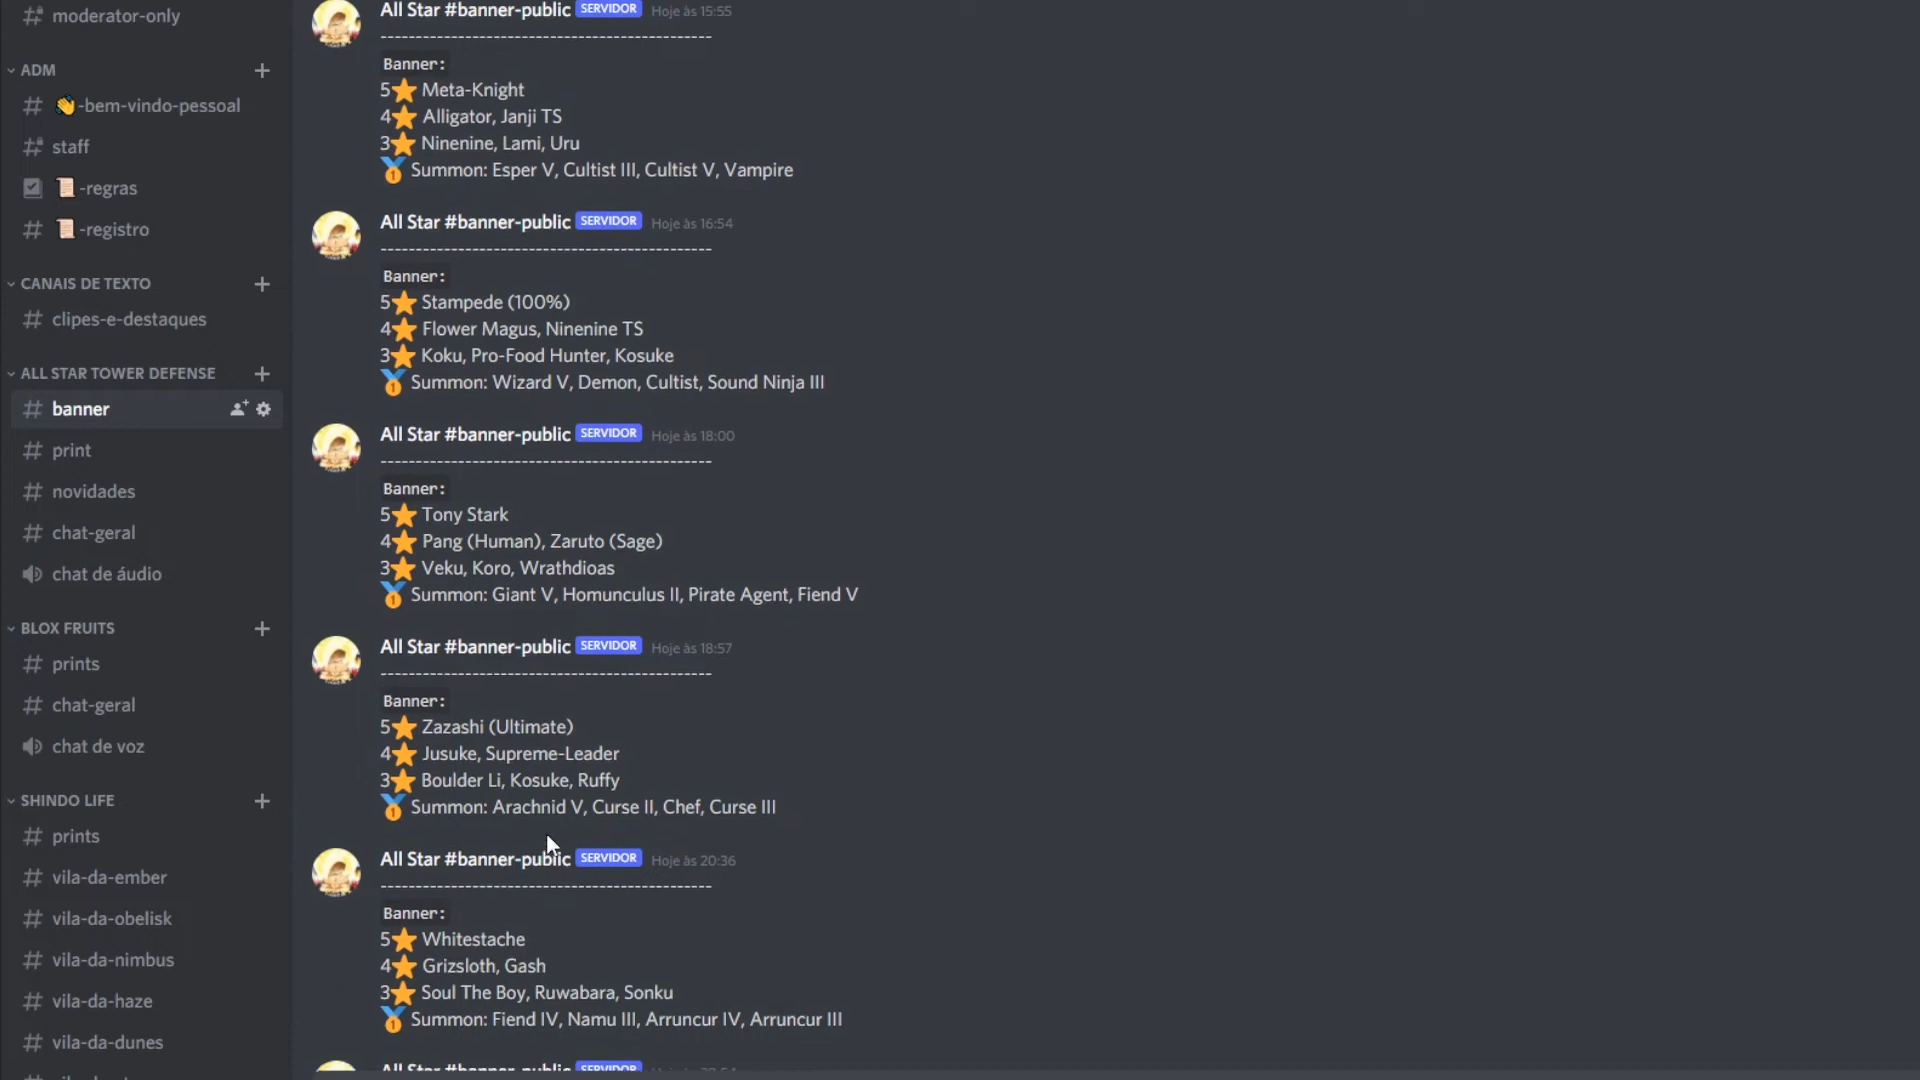 moderator-only
ADM
-bem-vindo-pessoal
staff
-regras
-registro
CANAIS DE TEXTO
clipes-e-destaques
ALL STAR TOWER DEFENSE
banner
print
novidades
chat-geral
chat de áudio
BLOX FRUITS
prints
chat-geral
chat de voz
SHINDO LIFE
prints
vila-da-ember
vila-da-obelisk
vila-da-nimbus
vila-da-haze
vila-da-dunes
All Star #banner-public SERVIDOR Hoje às 15:55
-----------------------------------------------
Banner:
5⭐ Meta-Knight
4⭐ Alligator, Janji TS
3⭐ Ninenine, Lami, Uru
🥇 Summon: Esper V, Cultist III, Cultist V, Vampire
All Star #banner-public SERVIDOR Hoje às 16:54
-----------------------------------------------
Banner:
5⭐ Stampede (100%)
4⭐ Flower Magus, Ninenine TS
3⭐ Koku, Pro-Food Hunter, Kosuke
🥇 Summon: Wizard V, Demon, Cultist, Sound Ninja III
All Star #banner-public SERVIDOR Hoje às 18:00
-----------------------------------------------
Banner:
5⭐ Tony Stark
4⭐ Pang (Human), Zaruto (Sage)
3⭐ Veku, Koro, Wrathdioas
🥇 Summon: Giant V, Homunculus II, Pirate Agent, Fiend V
All Star #banner-public SERVIDOR Hoje às 18:57
-----------------------------------------------
Banner:
5⭐ Zazashi (Ultimate)
4⭐ Jusuke, Supreme-Leader
3⭐ Boulder Li, Kosuke, Ruffy
🥇 Summon: Arachnid V, Curse II, Chef, Curse III
All Star #banner-public SERVIDOR Hoje às 20:36
-----------------------------------------------
Banner:
5⭐ Whitestache
4⭐ Grizsloth, Gash
3⭐ Soul The Boy, Ruwabara, Sonku
🥇 Summon: Fiend IV, Namu III, Arruncur IV, Arruncur III
All Star #banner-public SERVIDOR